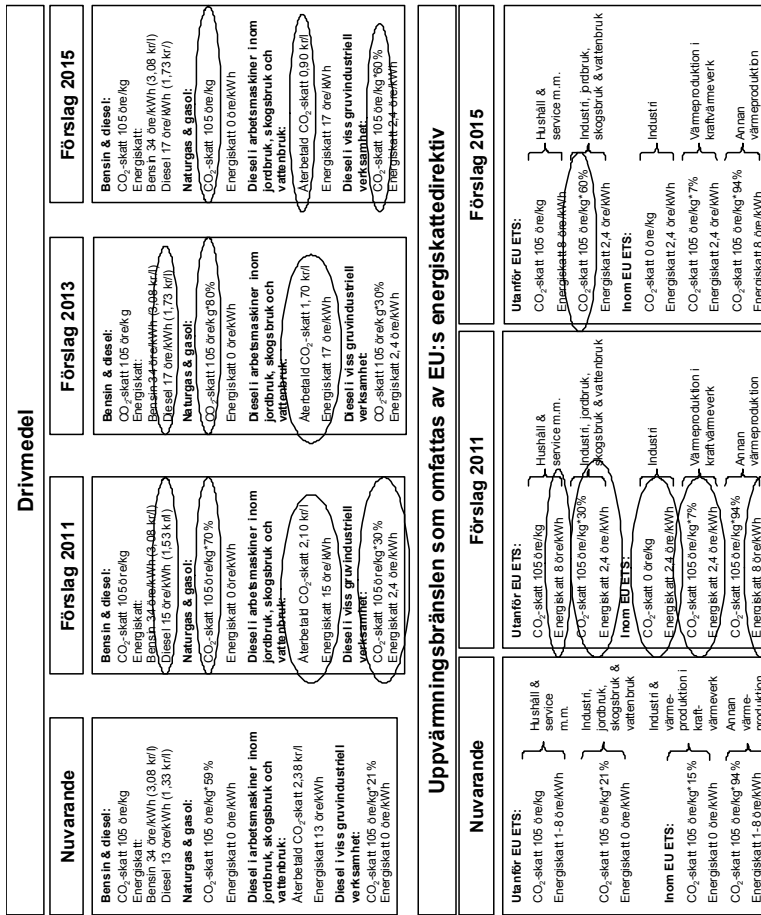 Drivmedel
Nuvarande
Bensin & diesel:
CO₂-skatt 105 öre/kg
Energiskatt:
Bensin 34 öre/kWh (3,08 kr/l)
Diesel 13 öre/kWh (1,33 kr/l)
Naturgas & gasol:
CO₂-skatt 105 öre/kg*59%
Energiskatt 0 öre/kWh
Diesel i arbetsmaskiner inom
jordbruk, skogsbruk och
vattenbruk:
Återbetald CO₂-skatt 2,38 kr/l
Energiskatt 13 öre/kWh
Diesel i viss gruvindustriell
verksamhet:
CO₂-skatt 105 öre/kg*21%
Energiskatt 0 öre/kWh
Förslag 2011
Bensin & diesel:
CO₂-skatt 105 öre/kg
Energiskatt:
Bensin 34 öre/kWh (3,08 kr/l)
Diesel 15 öre/kWh (1,53 kr/l)
Naturgas & gasol:
CO₂-skatt 105 öre/kg*70%
Energiskatt 0 öre/kWh
Diesel i arbetsmaskiner inom
jordbruk, skogsbruk och
vattenbruk:
Återbetald CO₂-skatt 2,10 kr/l
Energiskatt 15 öre/kWh
Diesel i viss gruvindustriell
verksamhet:
CO₂-skatt 105 öre/kg*30%
Energiskatt 2,4 öre/kWh
Förslag 2013
Bensin & diesel:
CO₂-skatt 105 öre/kg
Energiskatt:
Bensin 34 öre/kWh (3,08 kr/l)
Diesel 17 öre/kWh (1,73 kr/l)
Naturgas & gasol:
CO₂-skatt 105 öre/kg*80%
Energiskatt 0 öre/kWh
Diesel i arbetsmaskiner inom
jordbruk, skogsbruk och
vattenbruk:
Återbetald CO₂-skatt 1,70 kr/l
Energiskatt 17 öre/kWh
Diesel i viss gruvindustriell
verksamhet:
CO₂-skatt 105 öre/kg*30%
Energiskatt 2,4 öre/kWh
Förslag 2015
Bensin & diesel:
CO₂-skatt 105 öre/kg
Energiskatt:
Bensin 34 öre/kWh (3,08 kr/l)
Diesel 17 öre/kWh (1,73 kr/)
Naturgas & gasol:
CO₂-skatt 105 öre/kg
Energiskatt 0 öre/kWh
Diesel i arbetsmaskiner inom
jordbruk, skogsbruk och
vattenbruk:
Återbetald CO₂-skatt 0,90 kr/l
Energiskatt 17 öre/kWh
Diesel i viss gruvindustriell
verksamhet:
CO₂-skatt 105 öre/kg*60%
Energiskatt 2,4 öre/kWh
Uppvärmningsbränslen som omfattas av EU:s energiskattedirektiv
Nuvarande
Utanför EU ETS:
CO₂-skatt 105 öre/kg
Energiskatt 1-8 öre/kWh
Hushåll &
service
m.m.
CO₂-skatt 105 öre/kg*21%
Energiskatt 0 öre/kWh
Industri,
jordbruk,
skogsbruk &
vattenbruk
Inom EU ETS:
CO₂-skatt 105 öre/kg*15%
Energiskatt 0 öre/kWh
Industri &
värme-
produktion i
kraft-
värmeverk
CO₂-skatt 105 öre/kg*94%
Energiskatt 1-8 öre/kWh
Annan
värme-
produktion
Förslag 2011
Utanför EU ETS:
CO₂-skatt 105 öre/kg
Energiskatt 8 öre/kWh
Hushåll &
service m.m.
CO₂-skatt 105 öre/kg*30%
Energiskatt 2,4 öre/kWh
Industri, jordbruk,
skogsbruk & vattenbruk
Inom EU ETS:
CO₂-skatt 0 öre/kg
Energiskatt 2,4 öre/kWh
Industri
CO₂-skatt 105 öre/kg*7%
Energiskatt 2,4 öre/kWh
Värmeproduktion i
kraftvärmeverk
CO₂-skatt 105 öre/kg*94%
Energiskatt 8 öre/kWh
Annan
värmeproduktion
Förslag 2015
Utanför EU ETS:
CO₂-skatt 105 öre/kg
Energiskatt 8 öre/kWh
Hushåll &
service m.m.
CO₂-skatt 105 öre/kg*60%
Energiskatt 2,4 öre/kWh
Industri, jordbruk,
skogsbruk & vattenbruk
Inom EU ETS:
CO₂-skatt 0 öre/kg
Energiskatt 2,4 öre/kWh
Industri
CO₂-skatt 105 öre/kg*7%
Energiskatt 2,4 öre/kWh
Värmeproduktion i
kraftvärmeverk
CO₂-skatt 105 öre/kg*94%
Energiskatt 8 öre/kWh
Annan
värmeproduktion